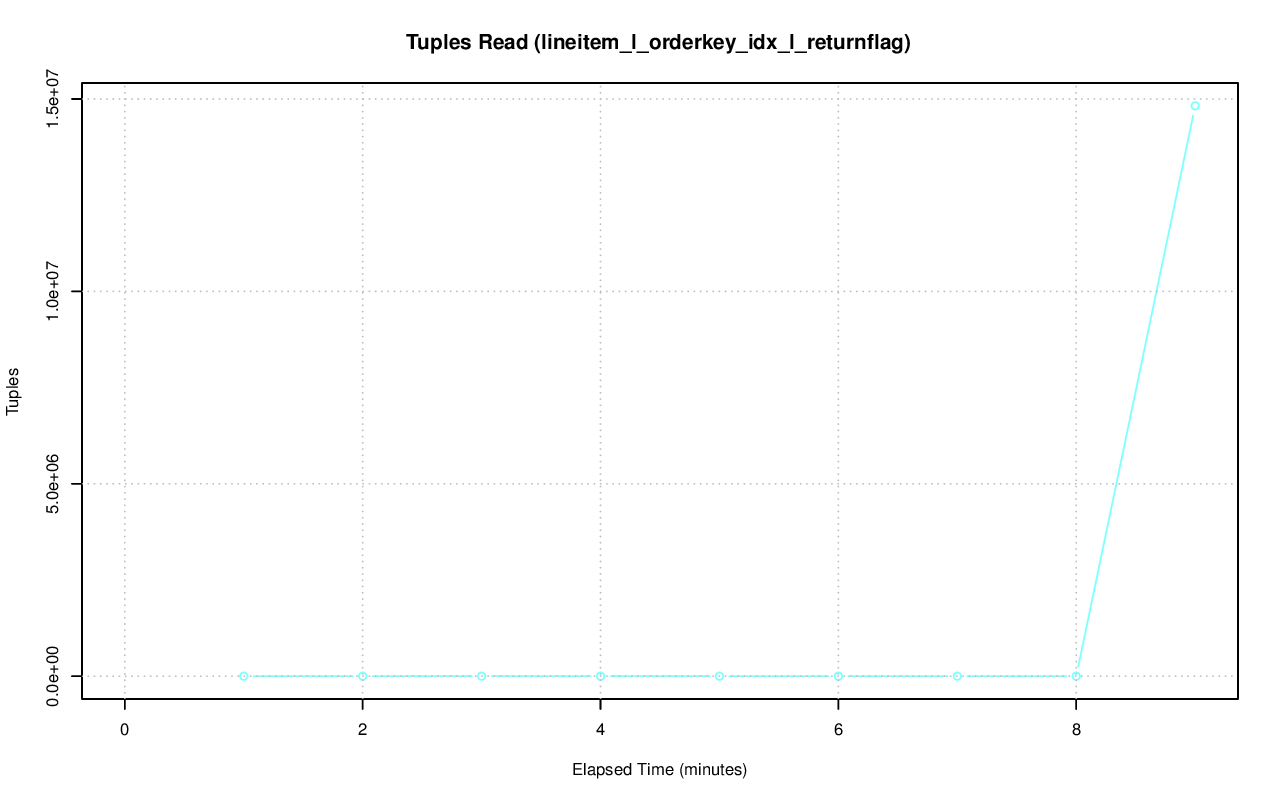 Tuples Read (lineitem_l_orderkey_idx_l_returnflag)
1.5e+07
1.0e+07
5.0e+06
0.0e+00
Tuples
0 2 4 6 8
Elapsed Time (minutes)